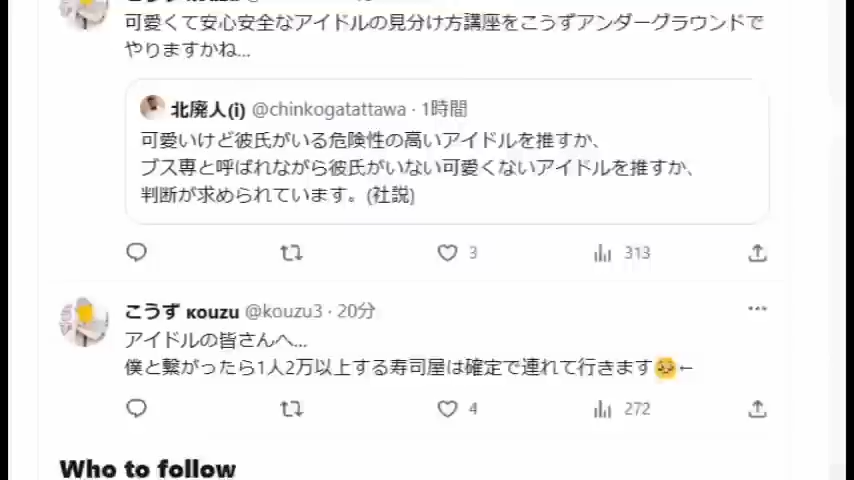 可愛くて安心安全なアイドルの見分け方講座をこうずアンダーグラウンドで
やりますかね...
北廃人(i) @chinkogatattawa · 1時間
可愛いけど彼氏がいる危険性の高いアイドルを推すか、
ブス専と呼ばれながら彼氏がいない可愛くないアイドルを推すか、
判断が求められています。(社説)
3 313
こうず ĸouzu @kouzu3 · 20分
アイドルの皆さんへ...
僕と繋がったら1人2万以上する寿司屋は確定で連れて行きます🥺←
4 272
Who to follow